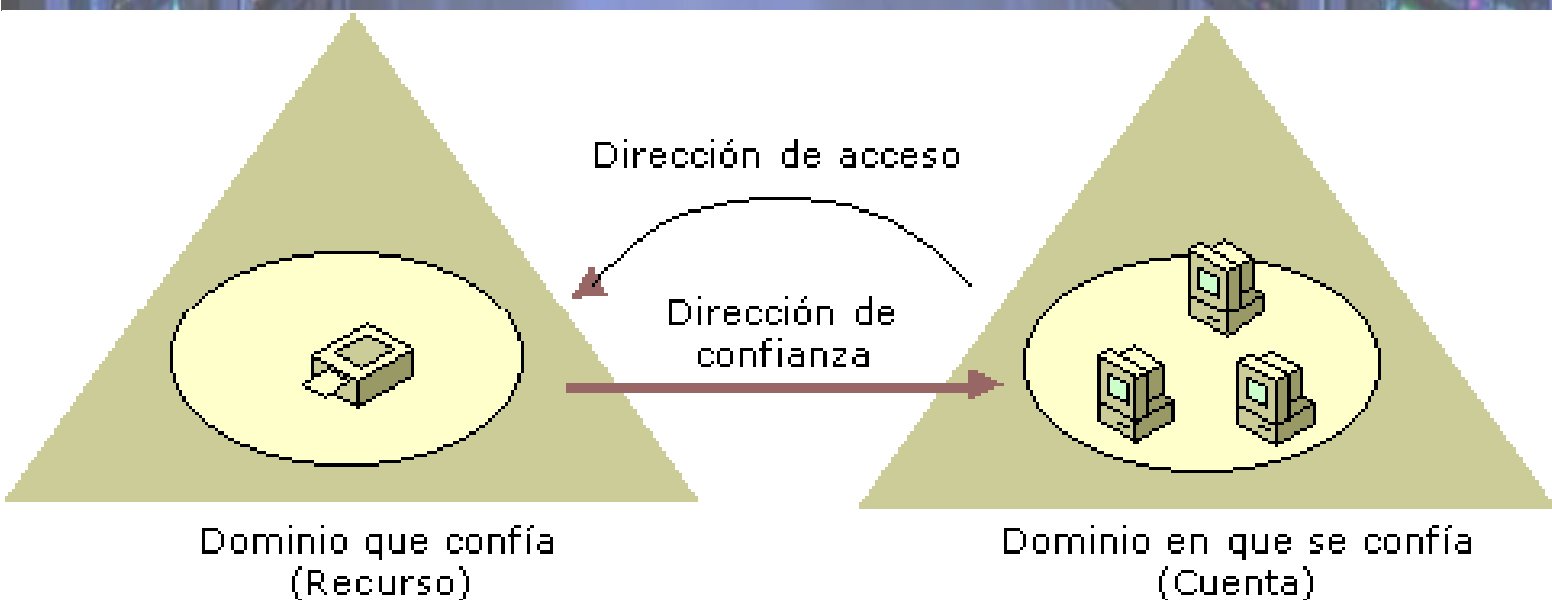 Dirección de acceso
Dirección de
confianza
Dominio que confía
(Recurso)
Dominio en que se confía
(Cuenta)